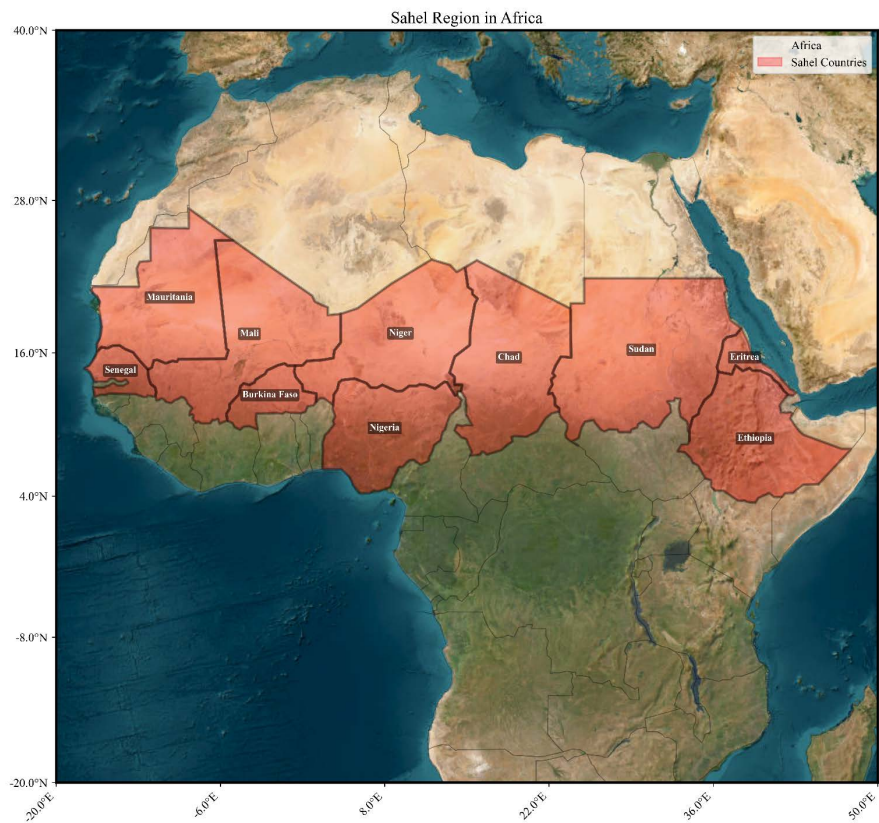 Sahel Region in Africa
40.0°N
Africa
Sahel Countries
28.0°N
Mauritania
Mali
Niger
Sudan
16.0°N
Chad
Eritrea
Senegal
Burkina Faso
Nigeria
Ethiopia
4.0°N
-8.0°N
-20.0°N
-20.0°E
-6.0°E
8.0°E
22.0°E
36.0°E
50.0°E